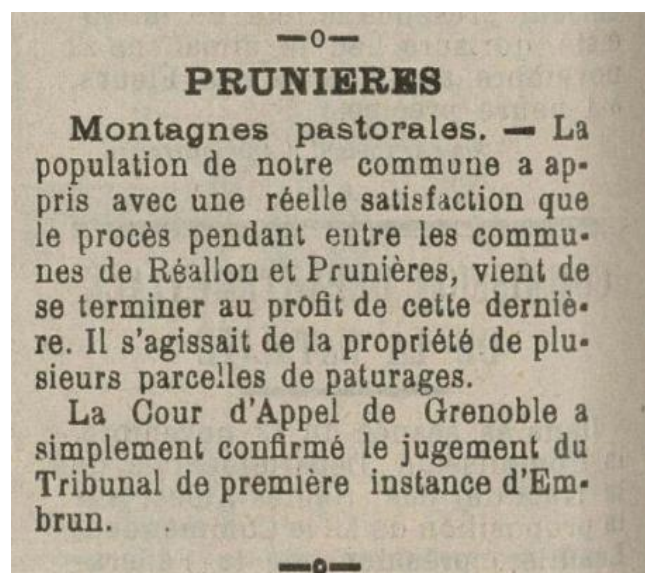 —o—
PRUNIERES
Montagnes pastorales. — La
population de notre commune a ap-
pris avec une réelle satisfaction que
le procès pendant entre les commu-
nes de Réallon et Prunières, vient de
se terminer au profit de cette derniè-
re. Il s'agissait de la propriété de plu-
sieurs parcelles de paturages.
La Cour d'Appel de Grenoble a
simplement confirmé le jugement du
Tribunal de première instance d'Em-
brun.
—o—